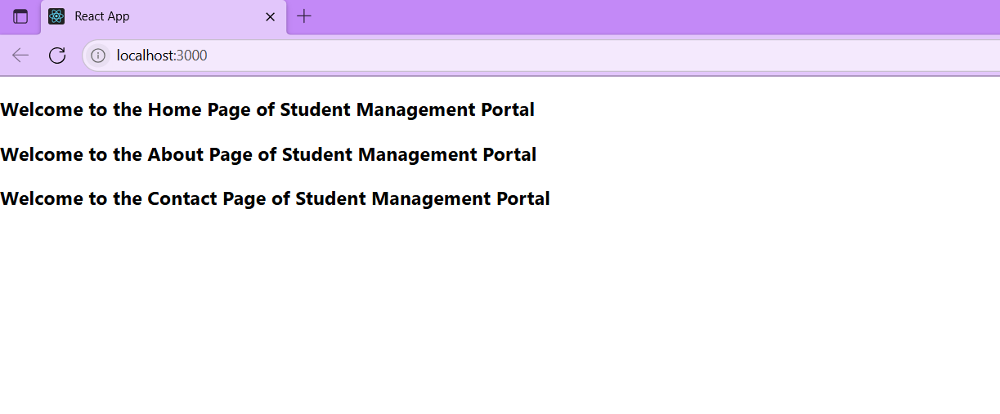 React App
localhost:3000
Welcome to the Home Page of Student Management Portal
Welcome to the About Page of Student Management Portal
Welcome to the Contact Page of Student Management Portal